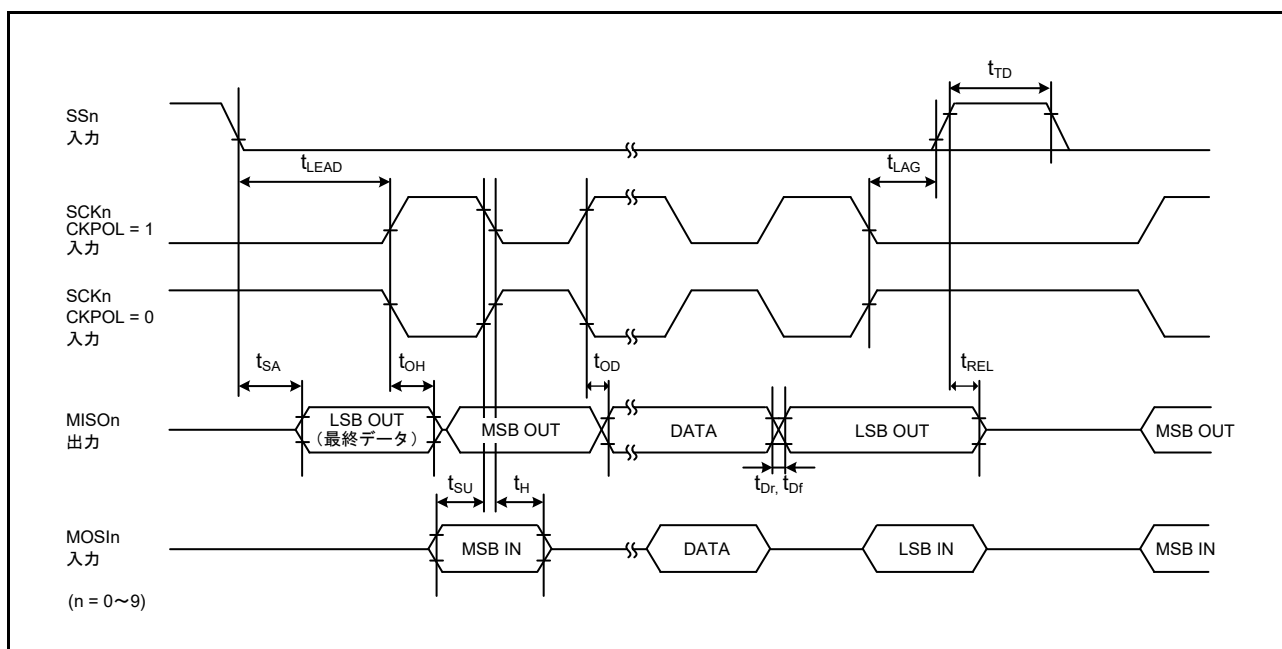 tTD
SSn
入力
tLEAD
tLAG
SCKn
CKPOL = 1
入力
SCKn
CKPOL = 0
入力
tSA
tOH
tOD
tREL
MISOn
出力
LSB OUT
(最終データ)
MSB OUT
DATA
LSB OUT
MSB OUT
tSU
tH
tDr, tDf
MOSIn
入力
MSB IN
DATA
LSB IN
MSB IN
(n = 0～9)